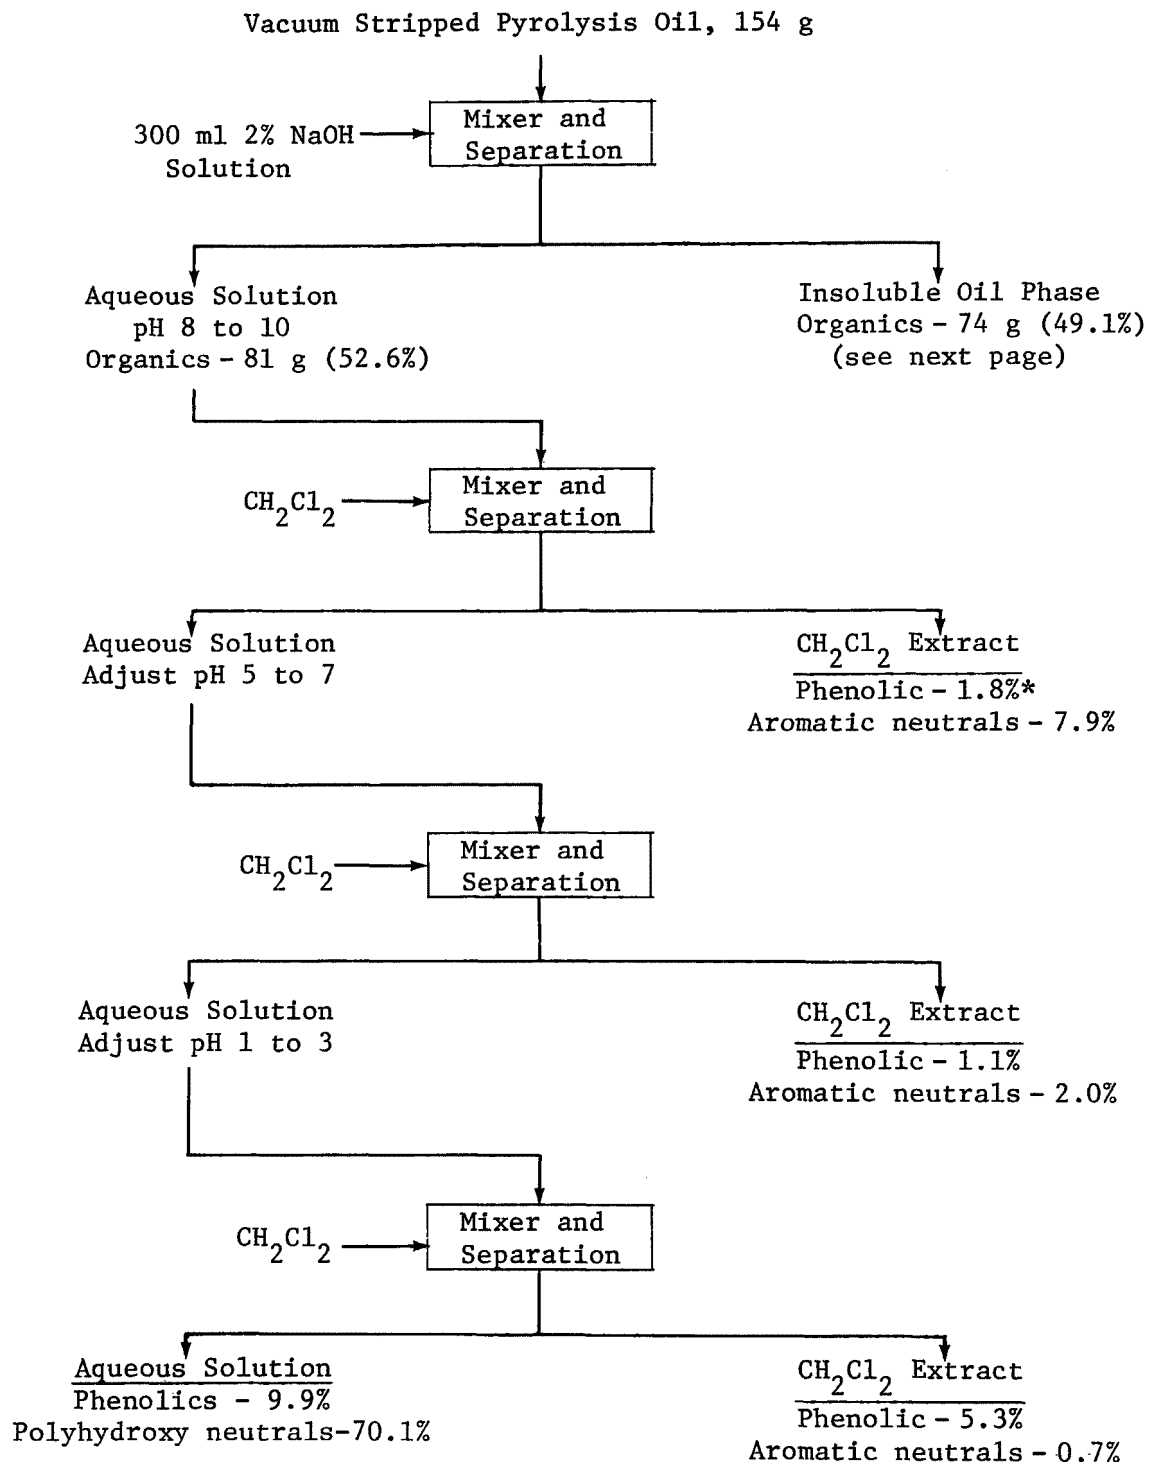 Vacuum Stripped Pyrolysis Oil, 154 g
300 ml 2% NaOH
Solution
Mixer and
Separation
Aqueous Solution
pH 8 to 10
Organics - 81 g (52.6%)
Insoluble Oil Phase
Organics - 74 g (49.1%)
(see next page)
CH2Cl2
Mixer and
Separation
Aqueous Solution
Adjust pH 5 to 7
CH2Cl2 Extract
Phenolic - 1.8%*
Aromatic neutrals - 7.9%
CH2Cl2
Mixer and
Separation
Aqueous Solution
Adjust pH 1 to 3
CH2Cl2 Extract
Phenolic - 1.1%
Aromatic neutrals - 2.0%
CH2Cl2
Mixer and
Separation
Aqueous Solution
Phenolics - 9.9%
Polyhydroxy neutrals-70.1%
CH2Cl2 Extract
Phenolic - 5.3%
Aromatic neutrals - 0.7%